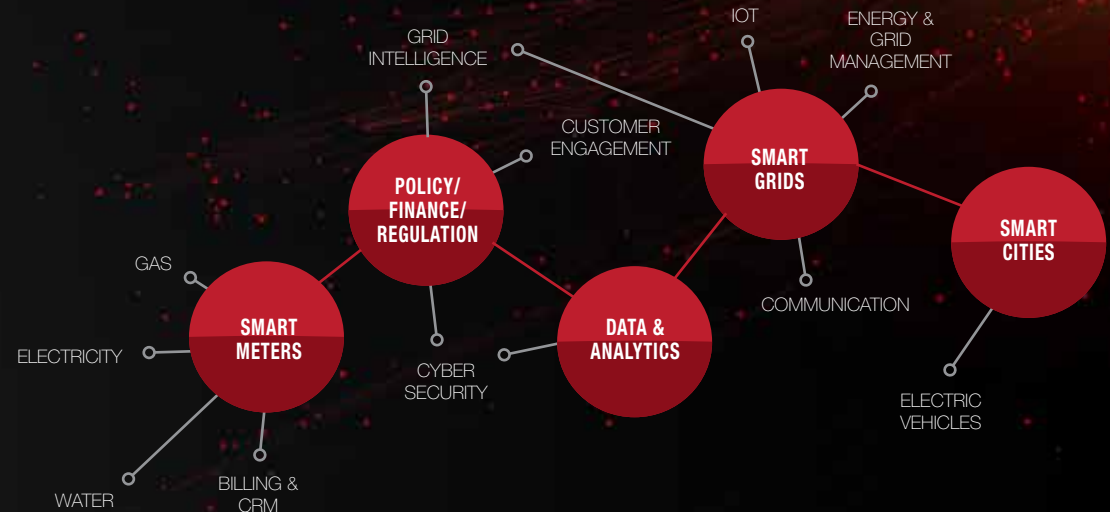 IOT
ENERGY &
GRID
MANAGEMENT
GRID
INTELLIGENCE
CUSTOMER
ENGAGEMENT
SMART
GRIDS
POLICY/
FINANCE/
REGULATION
SMART
CITIES
GAS
COMMUNICATION
SMART
METERS
DATA &
ANALYTICS
ELECTRICITY
CYBER
SECURITY
ELECTRIC
VEHICLES
BILLING &
CRM
WATER